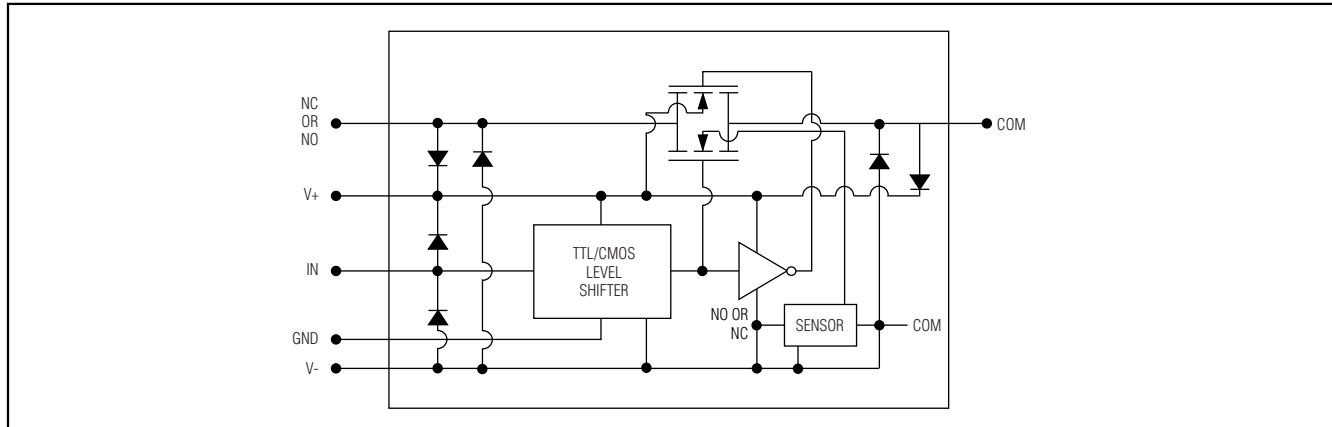 NC
OR
NO
COM
V+
IN
TTL/CMOS
LEVEL
SHIFTER
NO OR
NC
SENSOR
COM
GND
V-